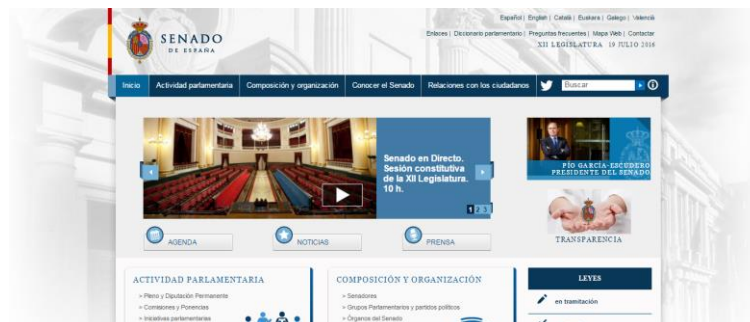 Español | English | Català | Euskara | Galego | Valencià
Enlaces | Diccionario parlamentario | Preguntas frecuentes | Mapa Web | Contactar
SENADO
DE ESPAÑA
XII LEGISLATURA 19 JULIO 2016
Inicio Actividad parlamentaria Composición y organización Conocer el Senado Relaciones con los ciudadanos Buscar
Senado en Directo.
Sesión
constitutiva
de la XII Legislatura.
10 h.
1 2 3
PÍO GARCÍA-ESCUDERO
PRESIDENTE DEL SENADO
TRANSPARENCIA
AGENDA NOTICIAS PRENSA
ACTIVIDAD PARLAMENTARIA
» Pleno y Diputación Permanente
» Comisiones y Ponencias
» Iniciativas parlamentarias
COMPOSICIÓN Y ORGANIZACIÓN
» Senadores
» Grupos Parlamentarios y partidos políticos
» Órganos del Senado
LEYES
en tramitación